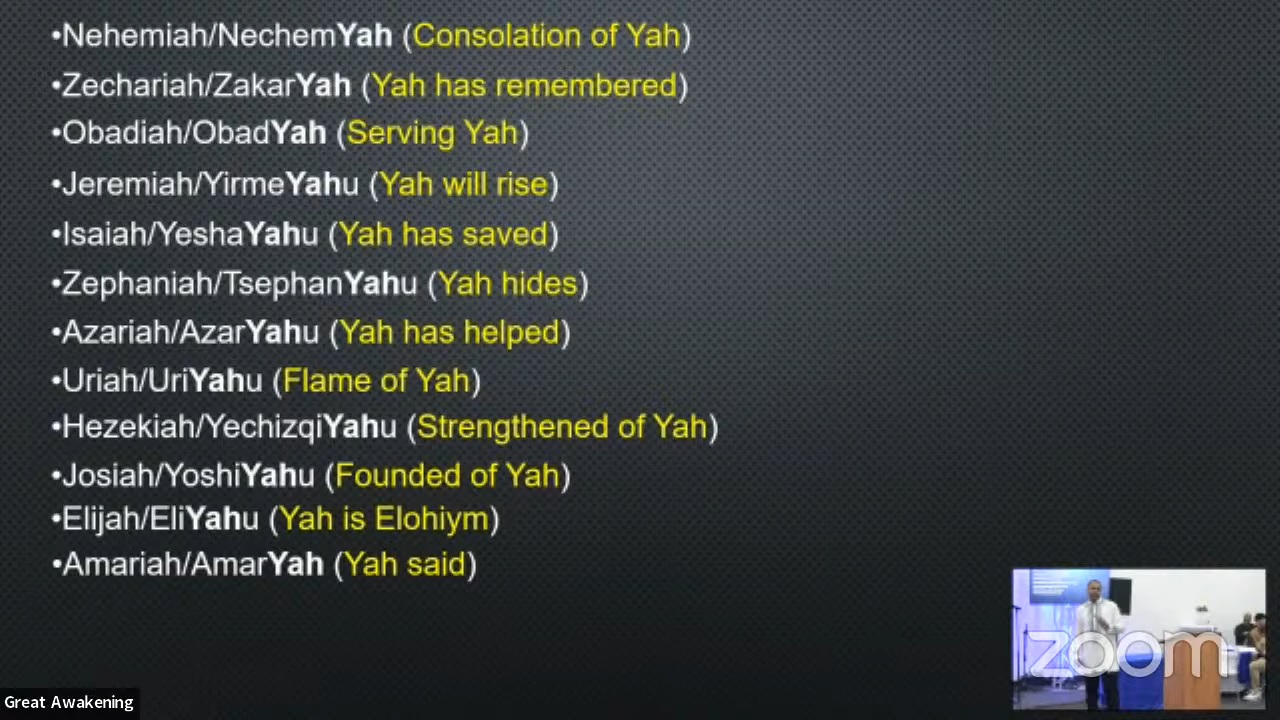 •Nehemiah/NechemYah (Consolation of Yah)
•Zechariah/ZakarYah (Yah has remembered)
•Obadiah/ObadYah (Serving Yah)
•Jeremiah/YirmeYahu (Yah will rise)
•Isaiah/YeshaYahu (Yah has saved)
•Zephaniah/TsephanYahu (Yah hides)
•Azariah/AzarYahu (Yah has helped)
•Uriah/UriYahu (Flame of Yah)
•Hezekiah/YechizqiYahu (Strengthened of Yah)
•Josiah/YoshiYahu (Founded of Yah)
•Elijah/EliYahu (Yah is Elohiym)
•Amariah/AmarYah (Yah said)
zoom
Great Awakening